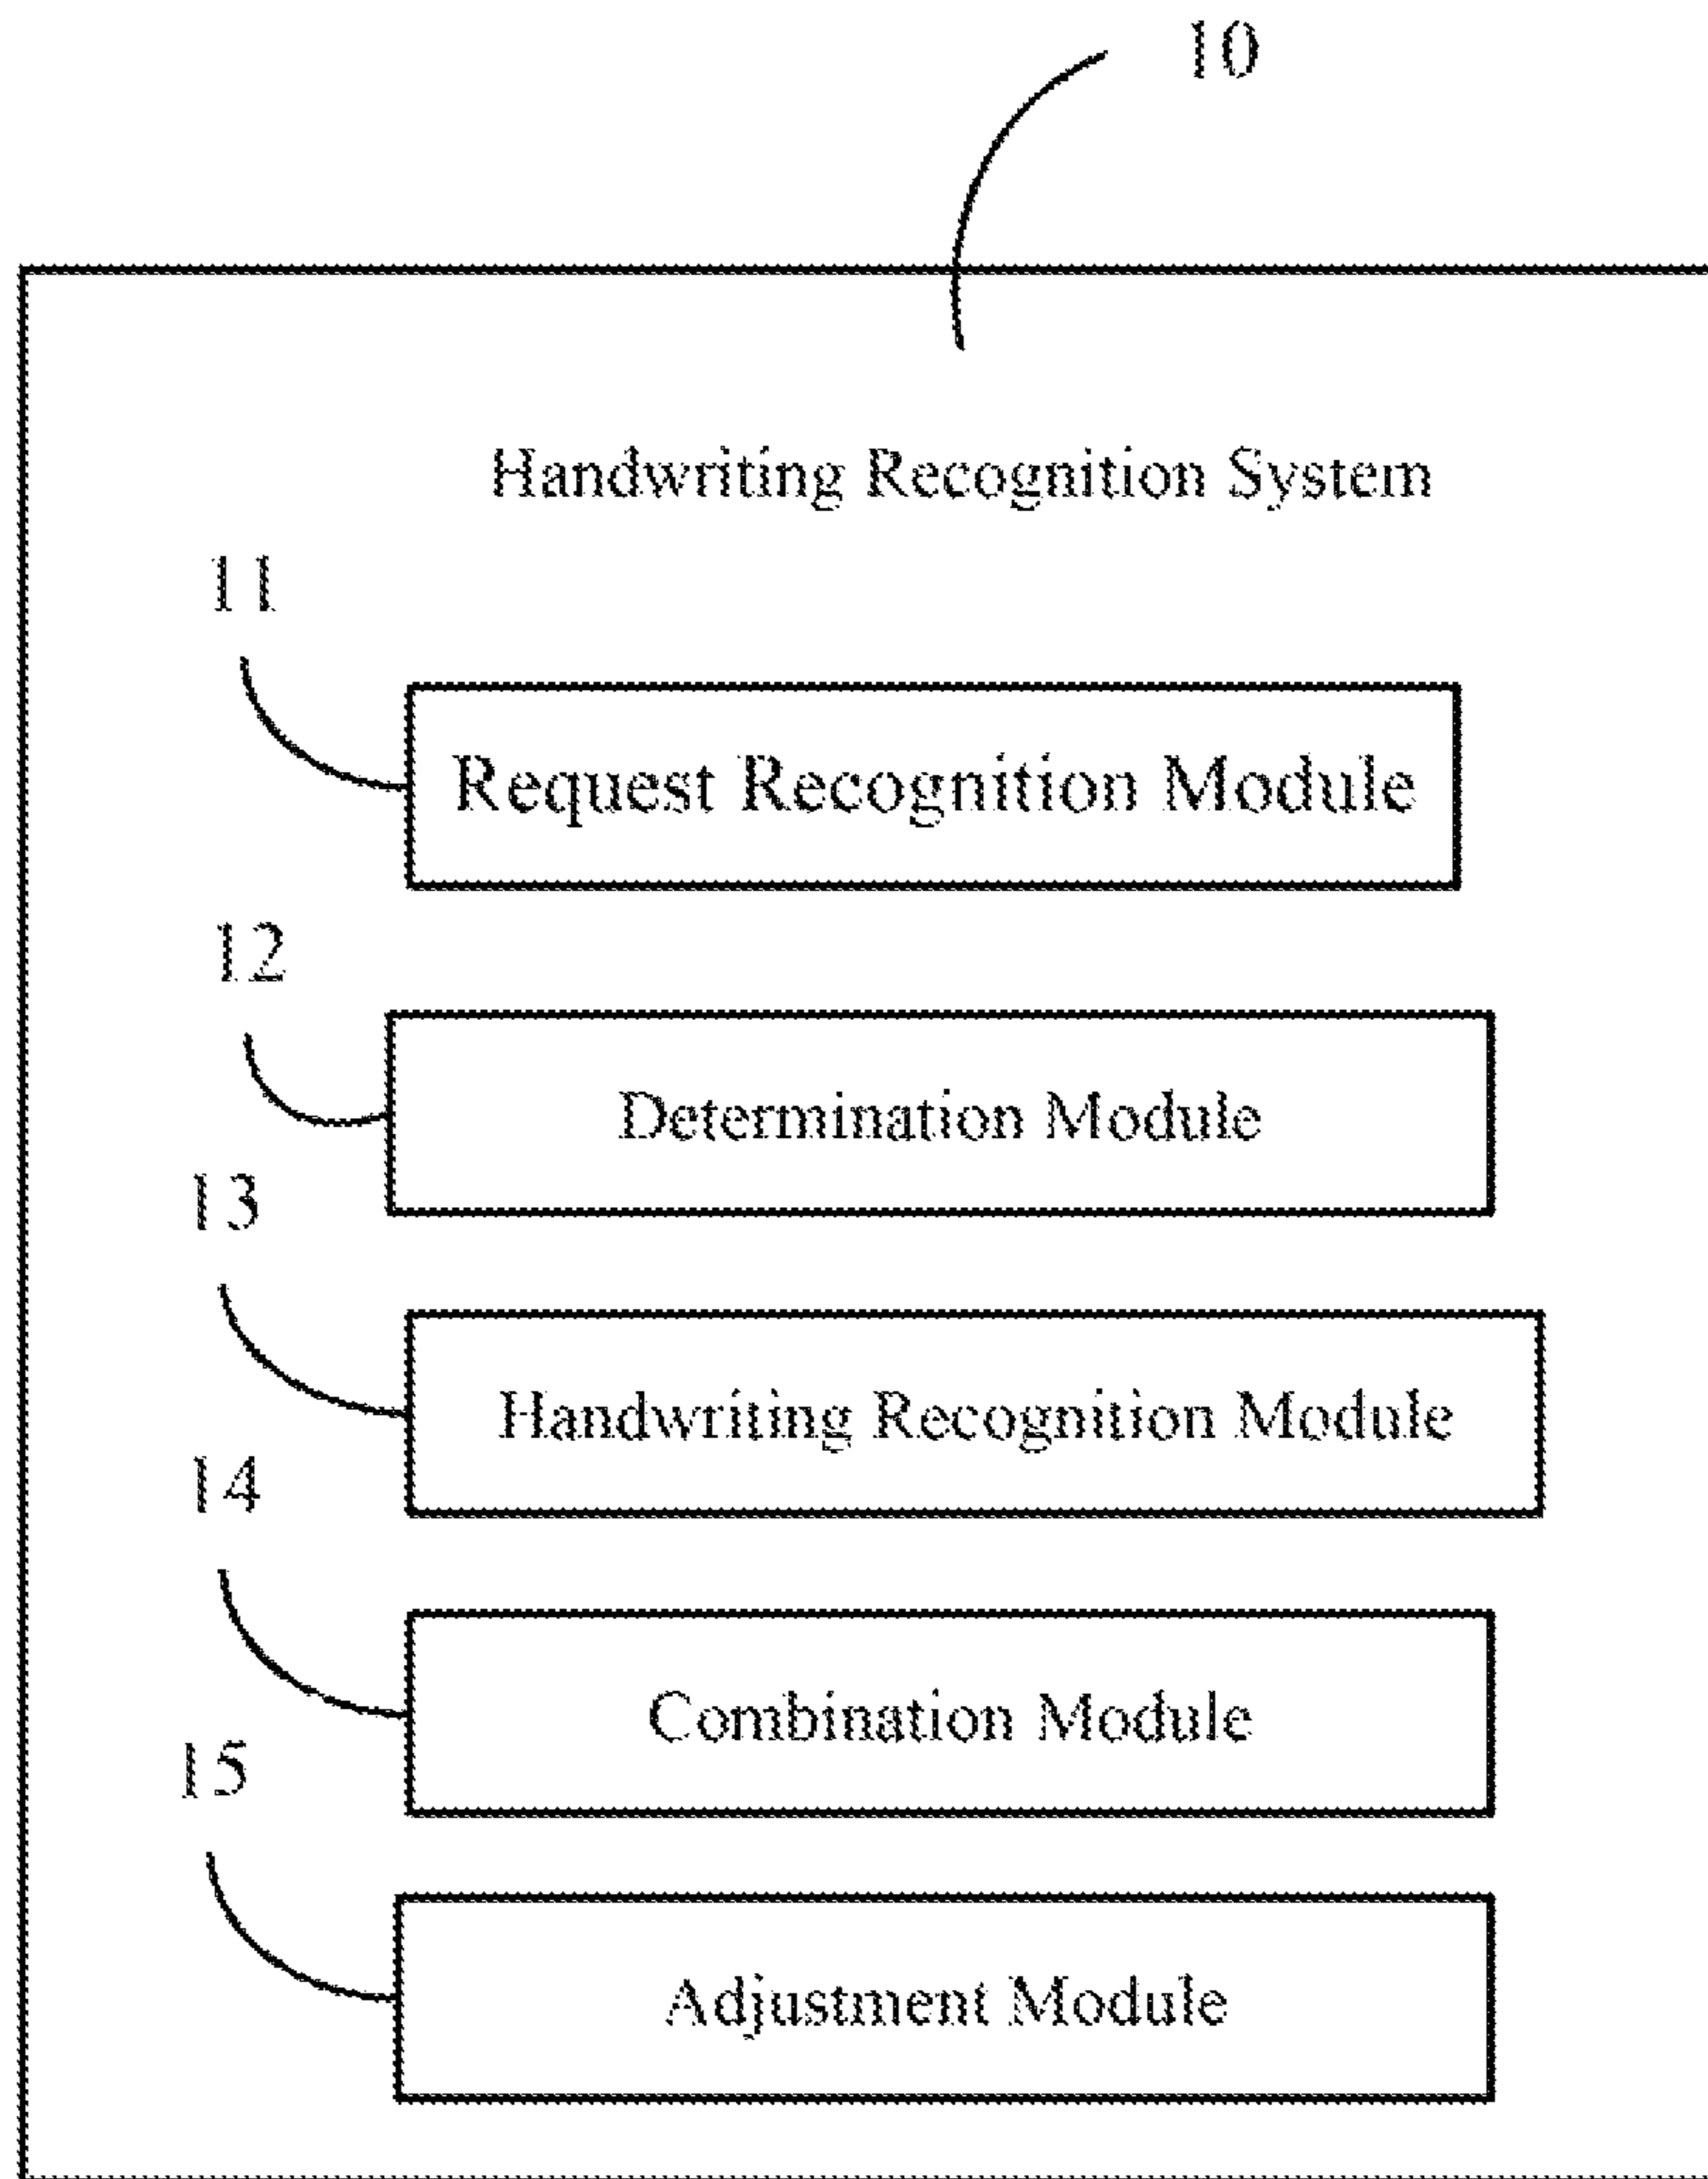 10
Handwriting Recognition System
11
Request Recognition Module
12
Determination Module
13
Handwriting Recognition Module
14
Combination Module
15
Adjustment Module